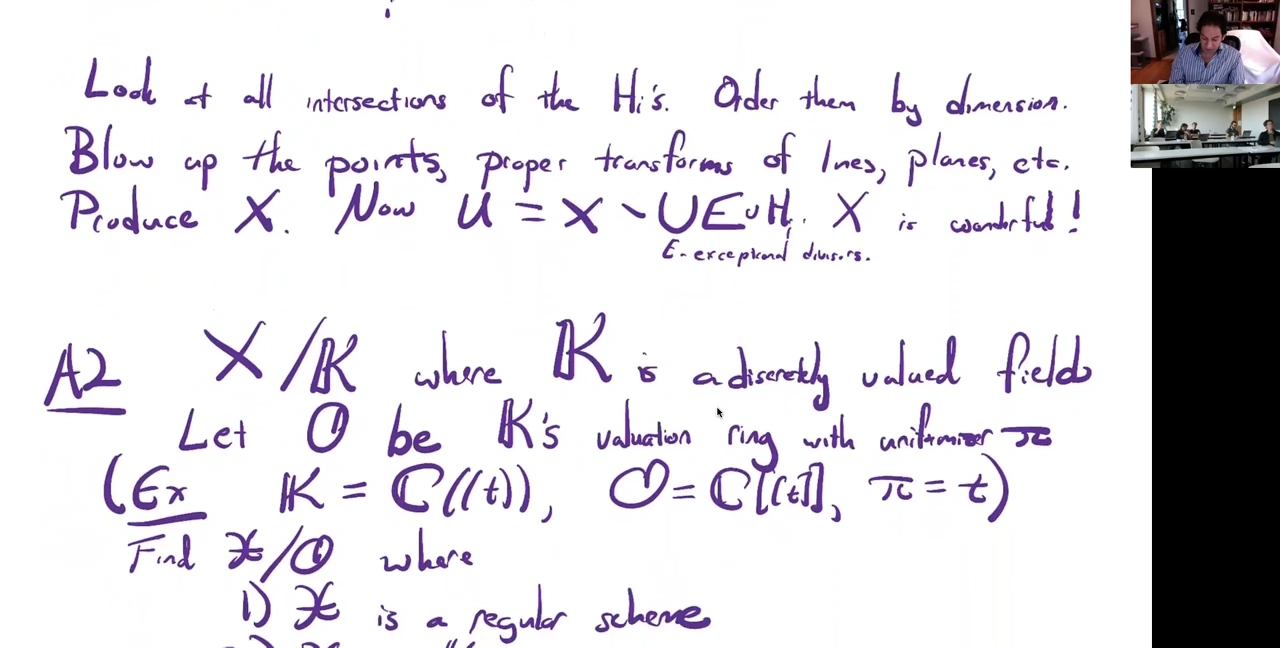 Look at all intersections of the Hi's. Order them by dimension.
Blow up the points, proper transforms of lines, planes, etc.
Produce X. Now U = X \ ∪E∪Hi. X is wonderful!
E - exceptional divisors.
A2 X/𝕂 where 𝕂 is a discretely valued field
Let O be 𝕂's valuation ring with uniformizer π
(Ex 𝕂 = ℂ((t)), O = ℂ[[t]], π = t)
Find 𝒳/O where
1) 𝒳 is a regular scheme